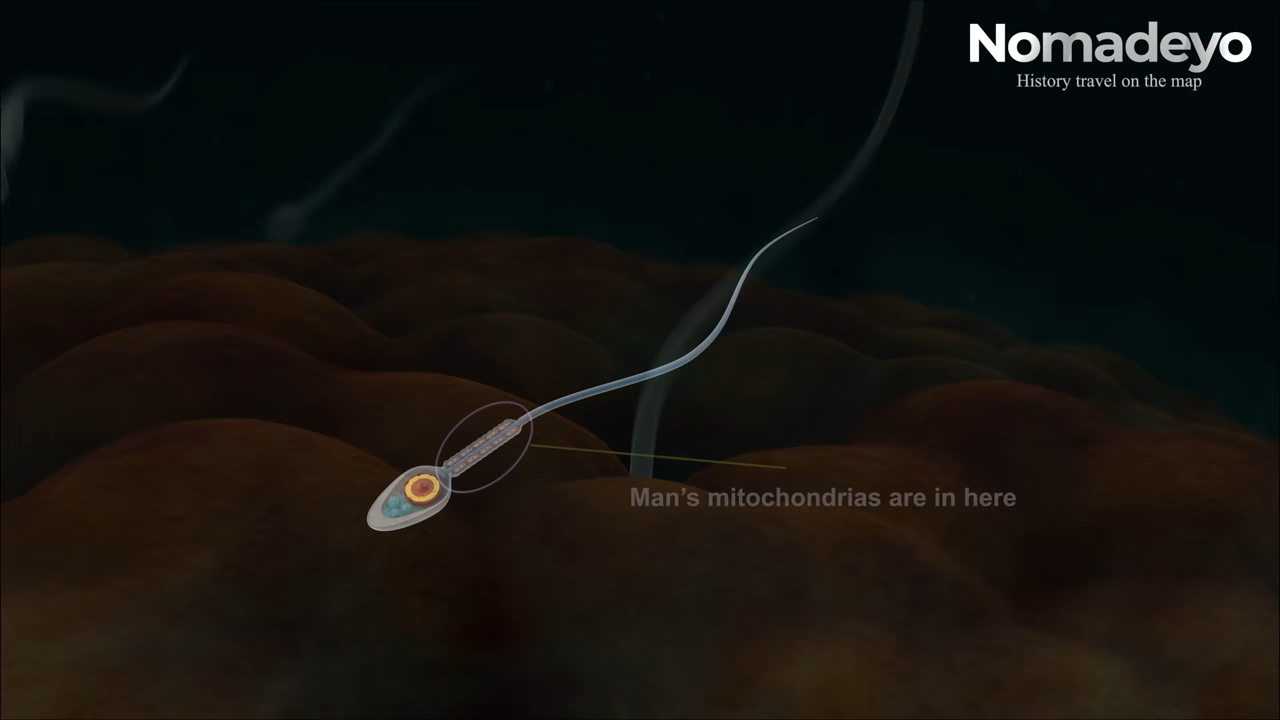 Nomadeyo
History travel on the map
Man's mitochondrias are in here